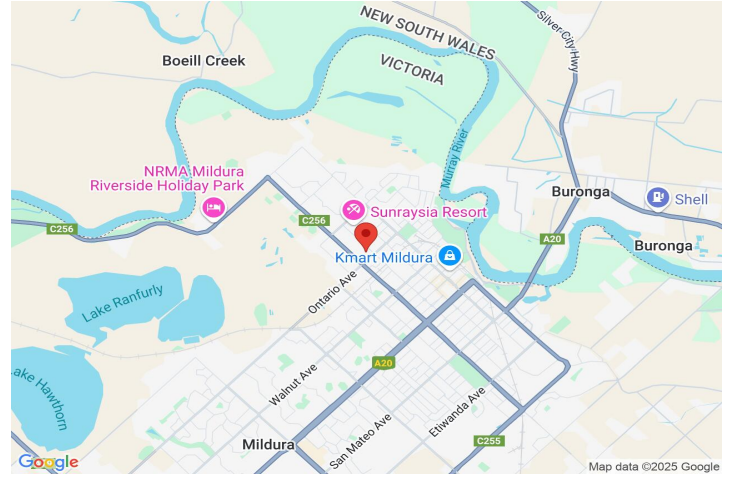 NEW SOUTH WALES
Silver City Hwy
Boeill Creek
VICTORIA
Murray River
NRMA Mildura
Riverside Holiday Park
Buronga
Shell
Sunraysia Resort
C256
C256
A20
Buronga
Kmart Mildura
Ontario Ave
Lake Ranfurly
A20
Lake Hawthorn
Walnut Ave
Etiwanda Ave
San Mateo Ave
C255
Mildura
Google
Map data ©2025 Google